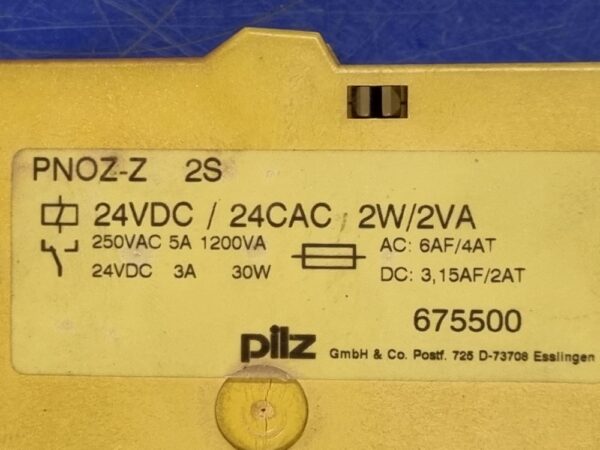 PNOZ-Z 2S
24VDC / 24CAC 2W/2VA
250VAC 5A 1200VA AC: 6AF/4AT
24VDC 3A 30W DC: 3,15AF/2AT
675500
pilz GmbH & Co. Postf. 725 D-73708 Esslingen